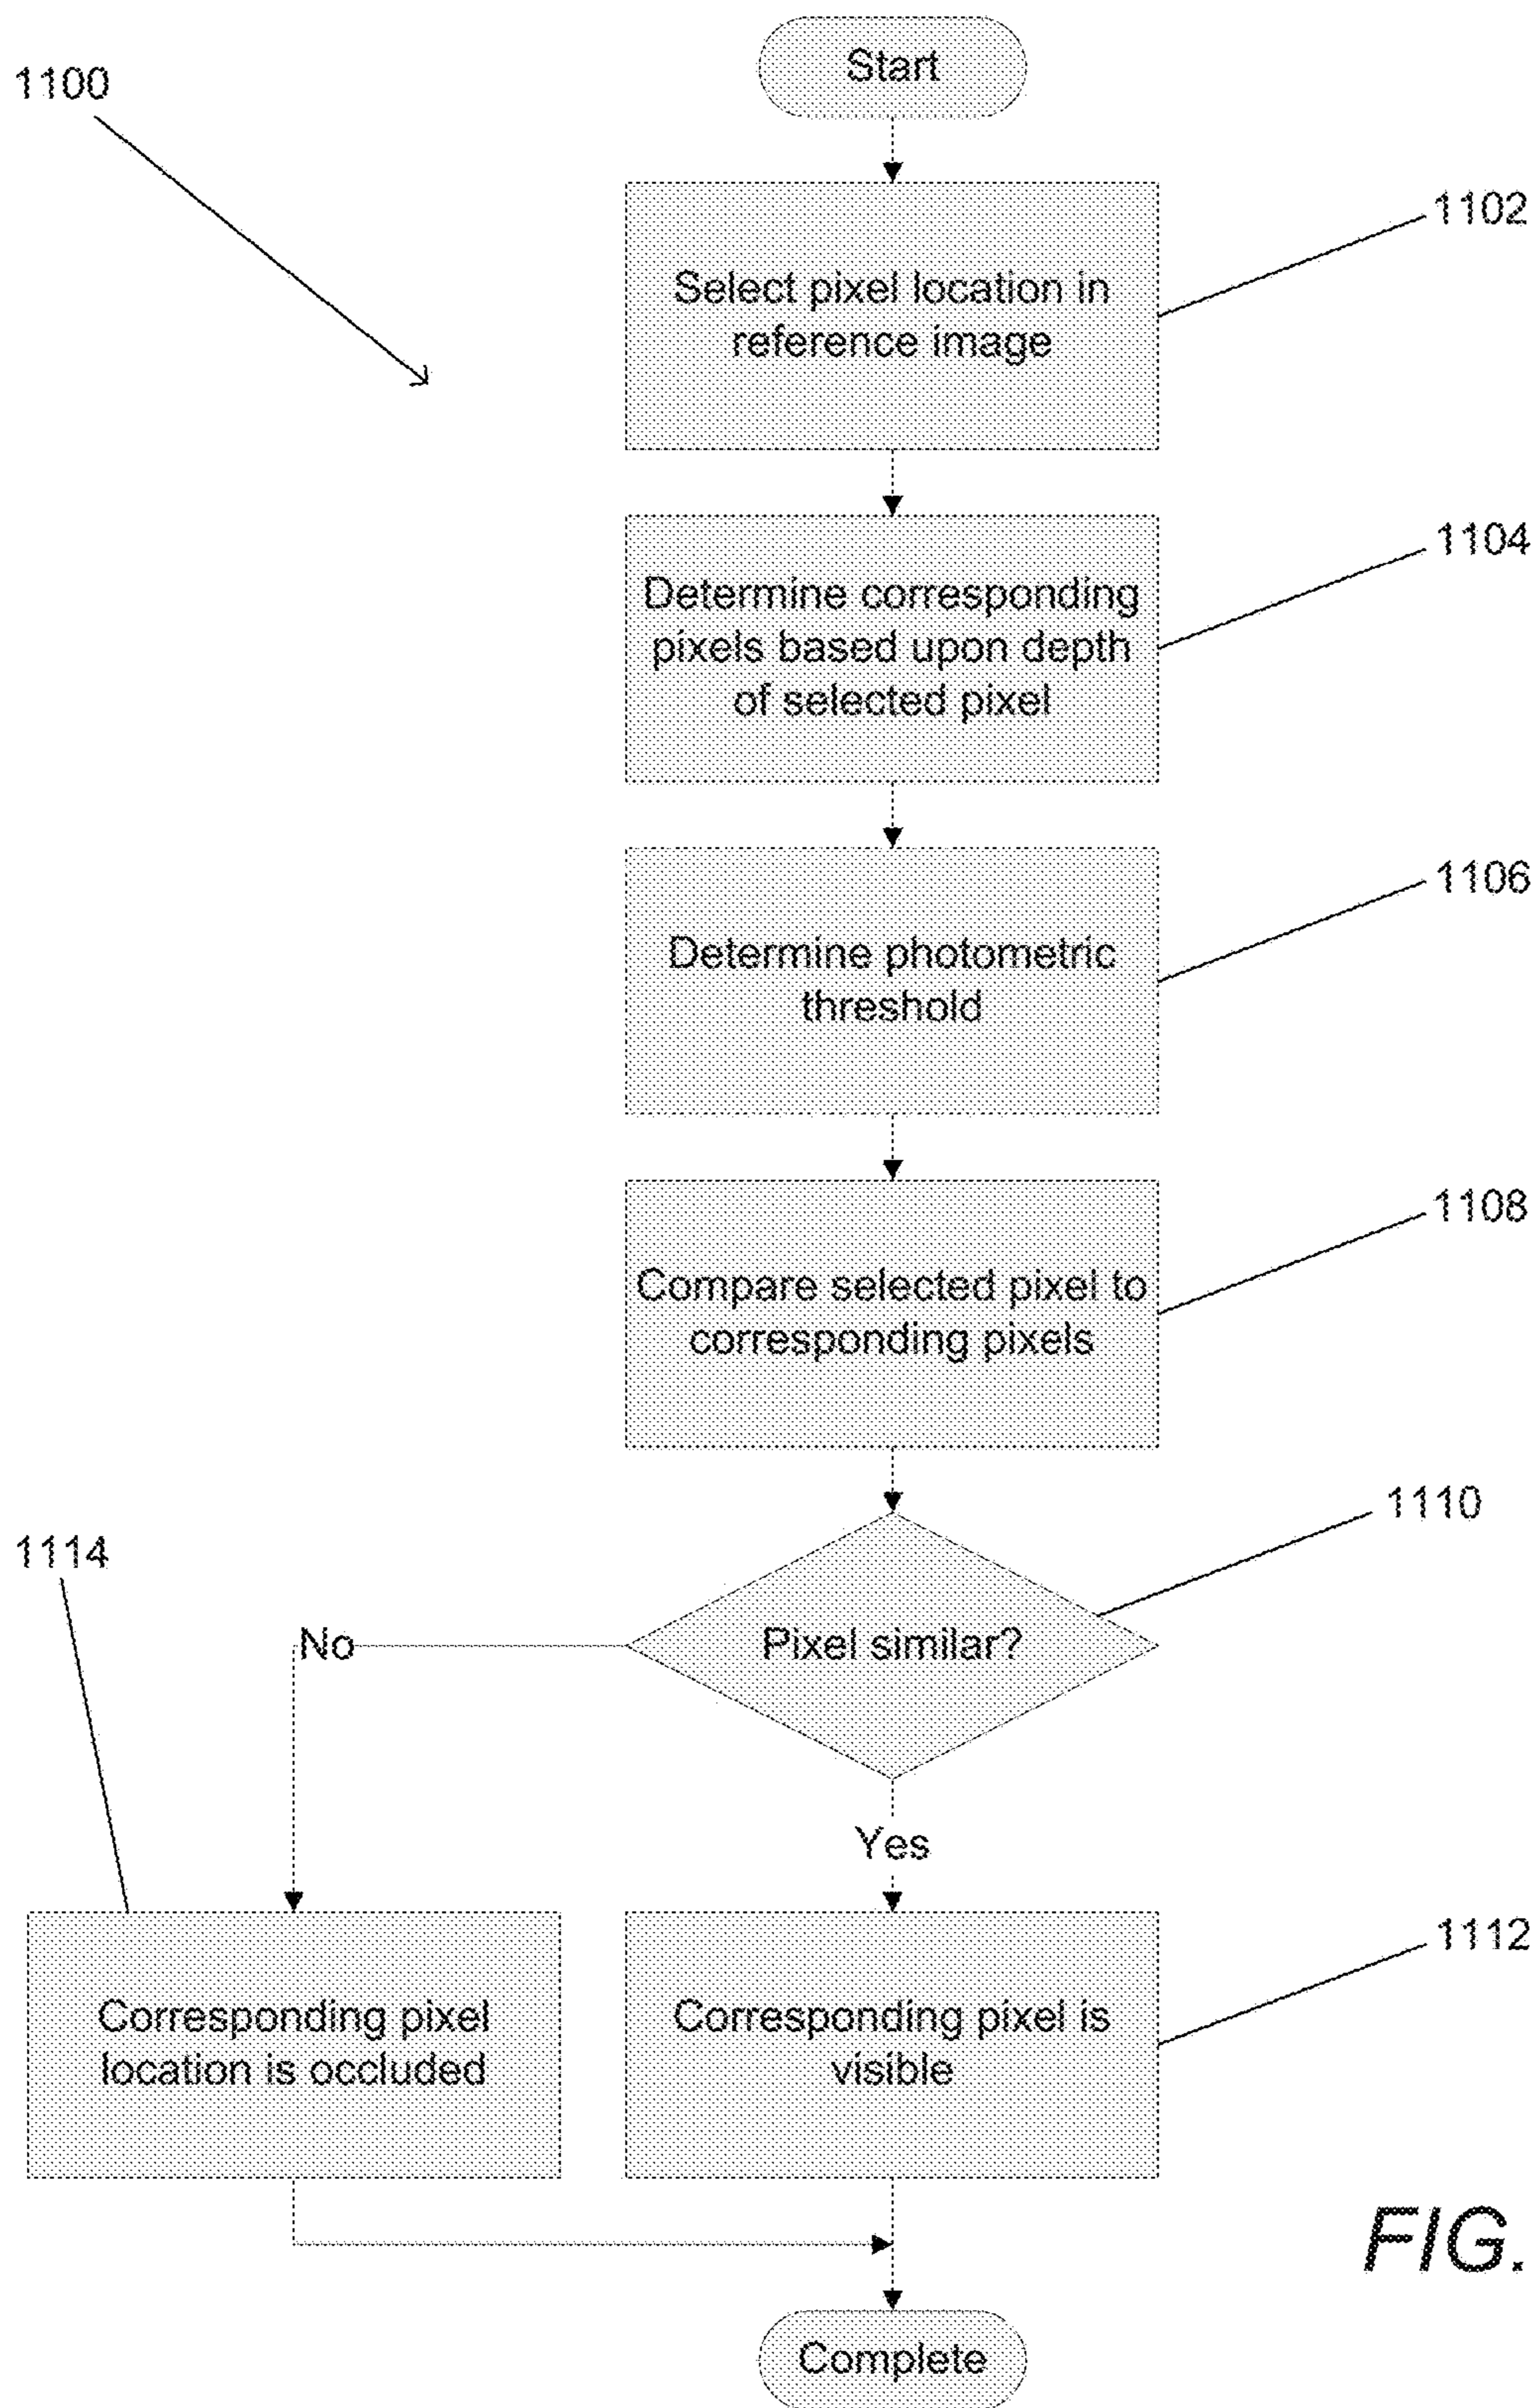 Start
1100
1102
Select pixel location in
reference image
1104
Determine corresponding
pixels based upon depth
of selected pixel
1106
Determine photometric
threshold
1108
Compare selected pixel to
corresponding pixels
1110
Pixel similar?
No
Yes
1114
Corresponding pixel
location is occluded
1112
Corresponding pixel is
visible
FIG.
Complete